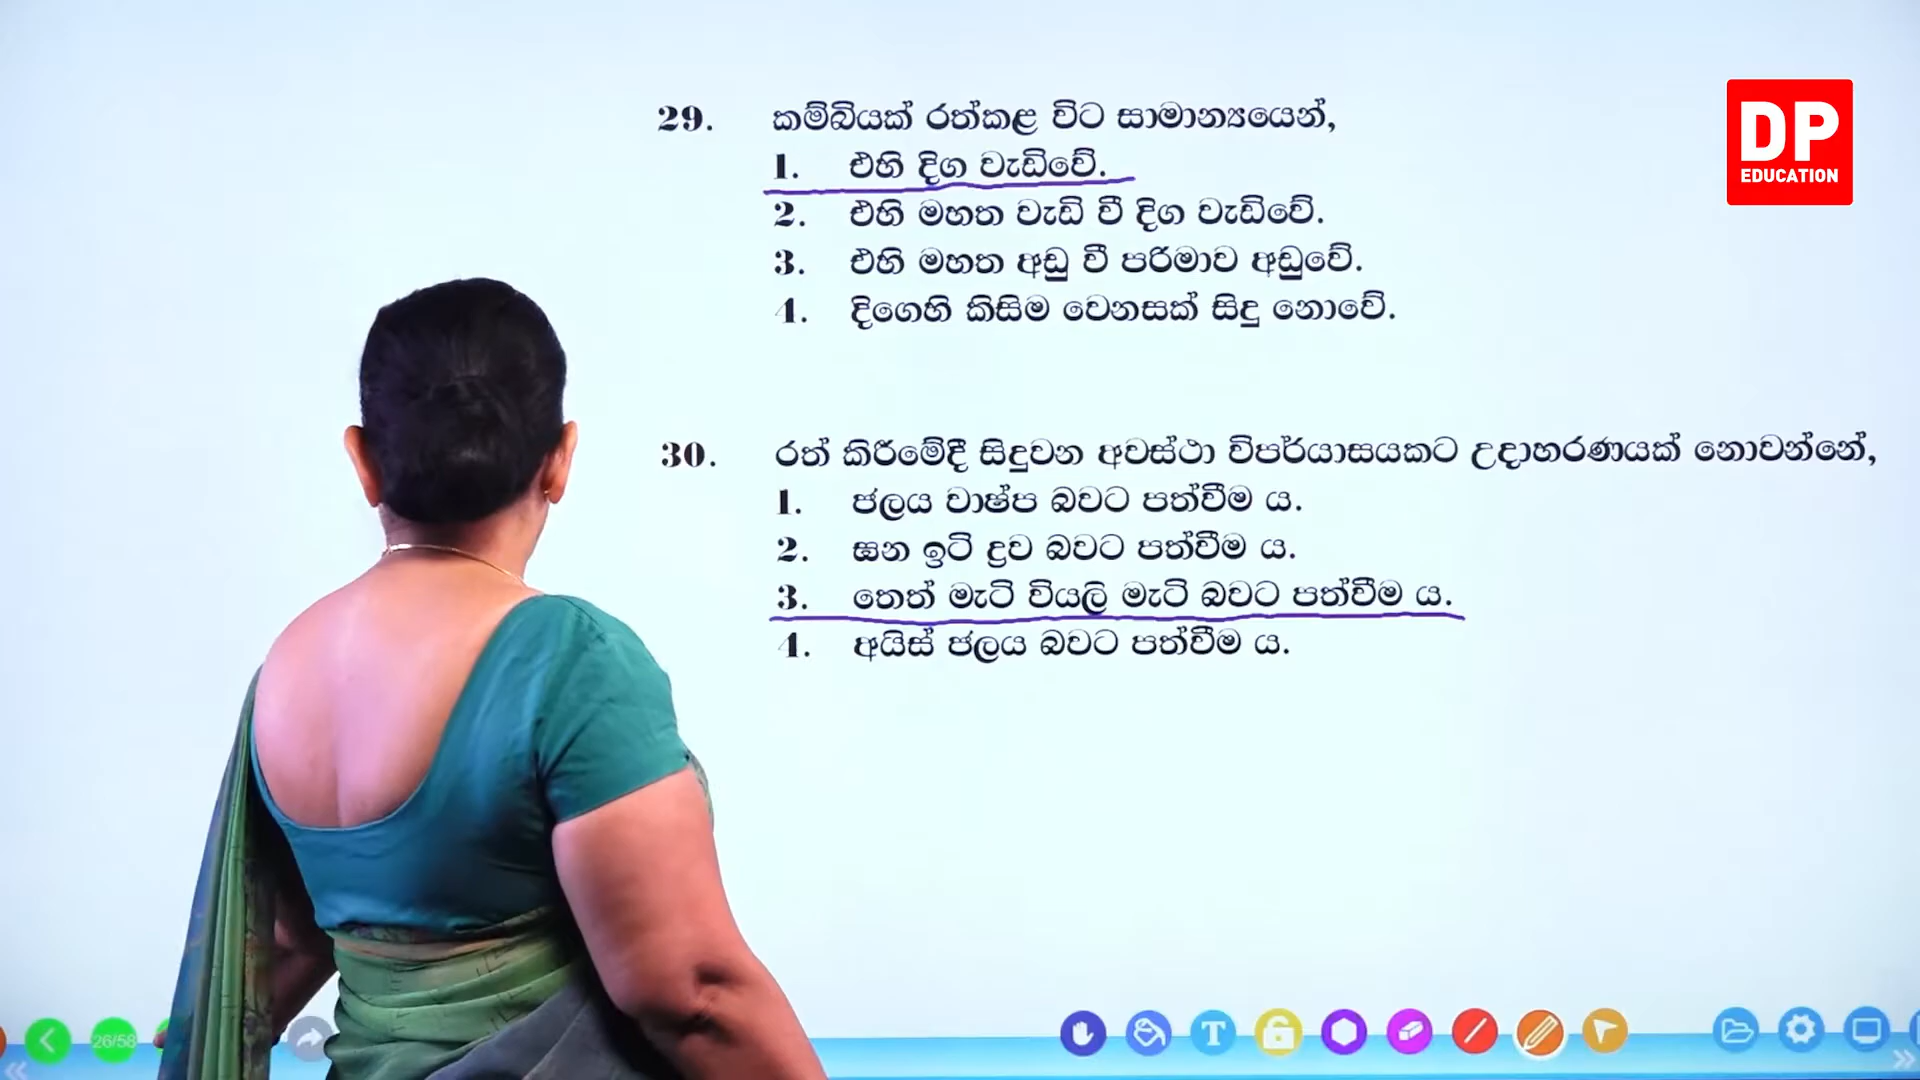 DP
EDUCATION
29. කම්බියක් රත්කළ විට සාමාන්‍යයෙන්,
1. එහි දිග වැඩිවේ.
2. එහි මහත වැඩි වී දිග වැඩිවේ.
3. එහි මහත අඩු වී පරිමාව අඩුවේ.
4. දිගෙහි කිසිම වෙනසක් සිදු නොවේ.
30. රත් කිරීමේදී සිදුවන අවස්ථා විපර්යාසයකට උදාහරණයක් නොවන්නේ,
1. ජලය වාෂ්ප බවට පත්වීම ය.
2. ඝන ඉටි ද්‍රව බවට පත්වීම ය.
3. තෙත් මැටි වියලි මැටි බවට පත්වීම ය.
4. අයිස් ජලය බවට පත්වීම ය.
26/58
T